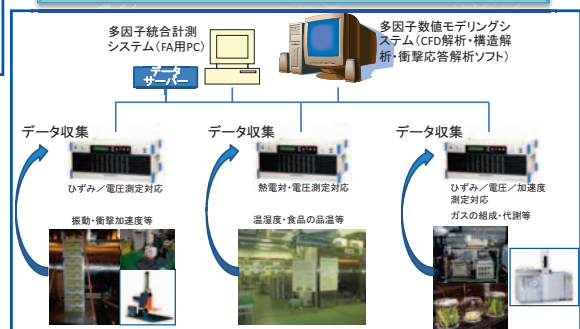 多因子統合計測
システム（FA用PC）
多因子数値モデリングシ
ステム（CFD解析・構造解
析・衝撃応答解析ソフト）
データ
サーバー
データ収集
データ収集
データ収集
ひずみ／電圧測定対応
熱電対・電圧測定対応
ひずみ／電圧／加速度
測定対応
振動・衝撃加速度等
温湿度・食品の品温等
ガスの組成・代謝等